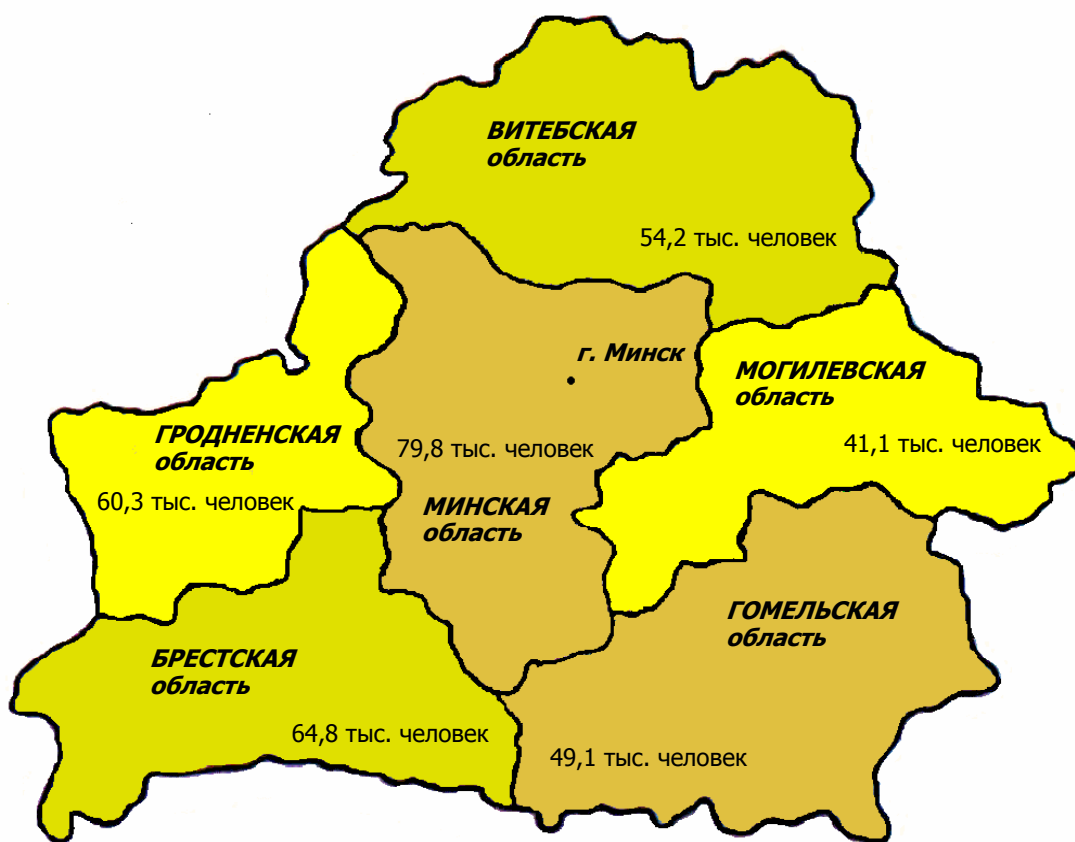 ВИТЕБСКАЯ
область
54,2 тыс. человек
г. Минск
МОГИЛЕВСКАЯ
область
41,1 тыс. человек
ГРОДНЕНСКАЯ
область
60,3 тыс. человек
79,8 тыс. человек
МИНСКАЯ
область
ГОМЕЛЬСКАЯ
область
49,1 тыс. человек
БРЕСТСКАЯ
область
64,8 тыс. человек